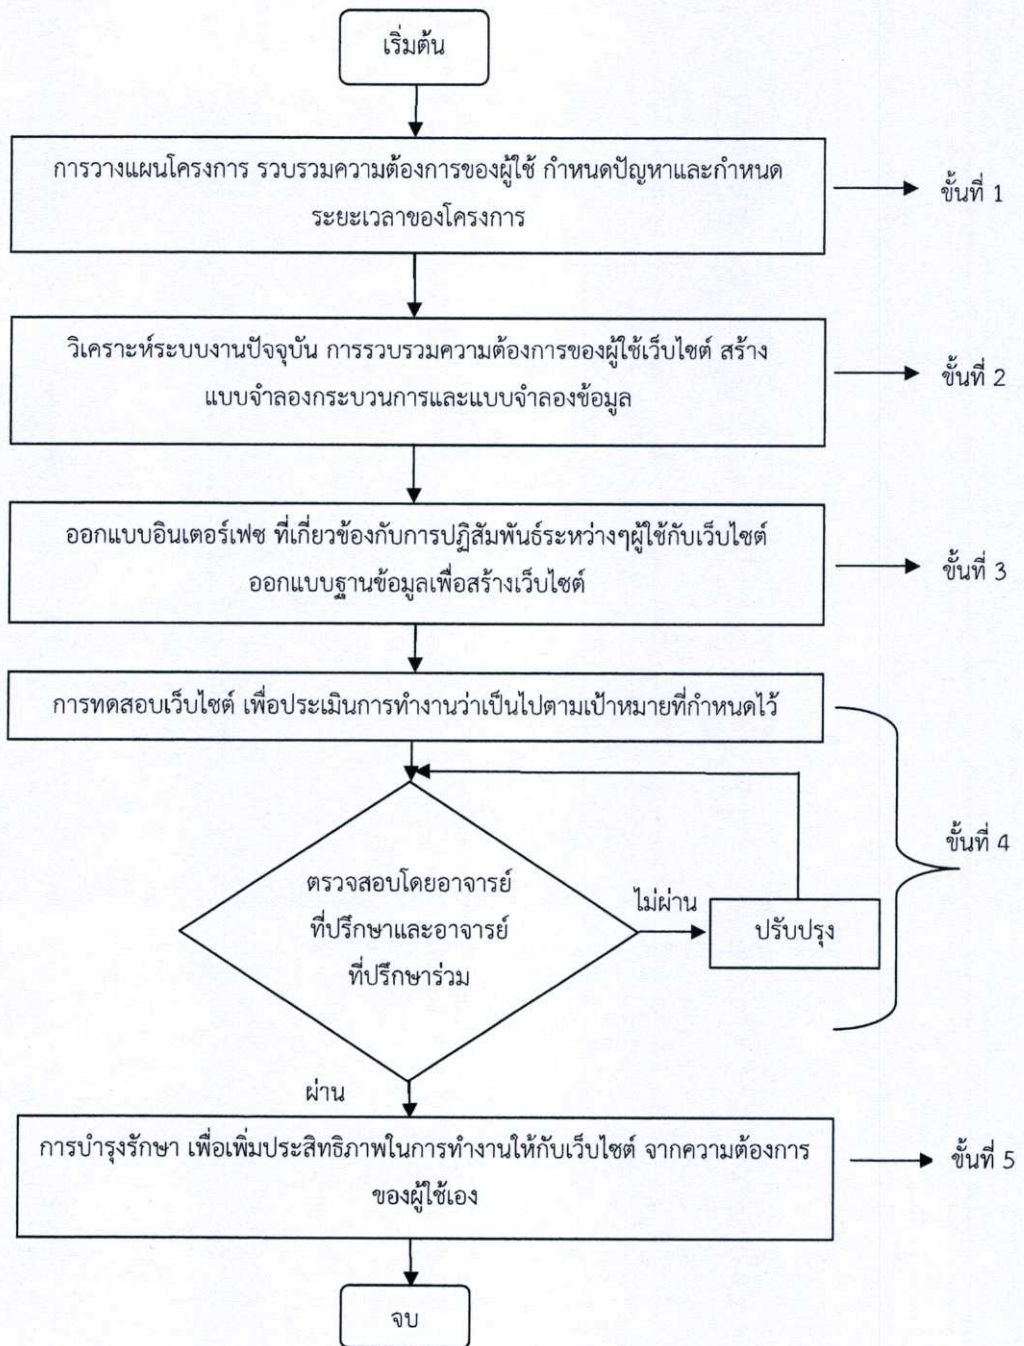 เริ่มต้น
การวางแผนโครงการ รวบรวมความต้องการของผู้ใช้ กำหนดปัญหาและกำหนด
ระยะเวลาของโครงการ
ขั้นที่ 1
วิเคราะห์ระบบงานปัจจุบัน การรวบรวมความต้องการของผู้ใช้เว็บไซต์ สร้าง
แบบจำลองกระบวนการและแบบจำลองข้อมูล
ขั้นที่ 2
ออกแบบอินเตอร์เฟซ ที่เกี่ยวข้องกับการปฏิสัมพันธ์ระหว่างๆผู้ใช้กับเว็บไซต์
ออกแบบฐานข้อมูลเพื่อสร้างเว็บไซต์
ขั้นที่ 3
การทดสอบเว็บไซต์ เพื่อประเมินการทำงานว่าเป็นไปตามเป้าหมายที่กำหนดไว้
ขั้นที่ 4
ตรวจสอบโดยอาจารย์
ที่ปรึกษาและอาจารย์
ที่ปรึกษาร่วม
ไม่ผ่าน
ปรับปรุง
ผ่าน
การบำรุงรักษา เพื่อเพิ่มประสิทธิภาพในการทำงานให้กับเว็บไซต์ จากความต้องการ
ของผู้ใช้เอง
ขั้นที่ 5
จบ